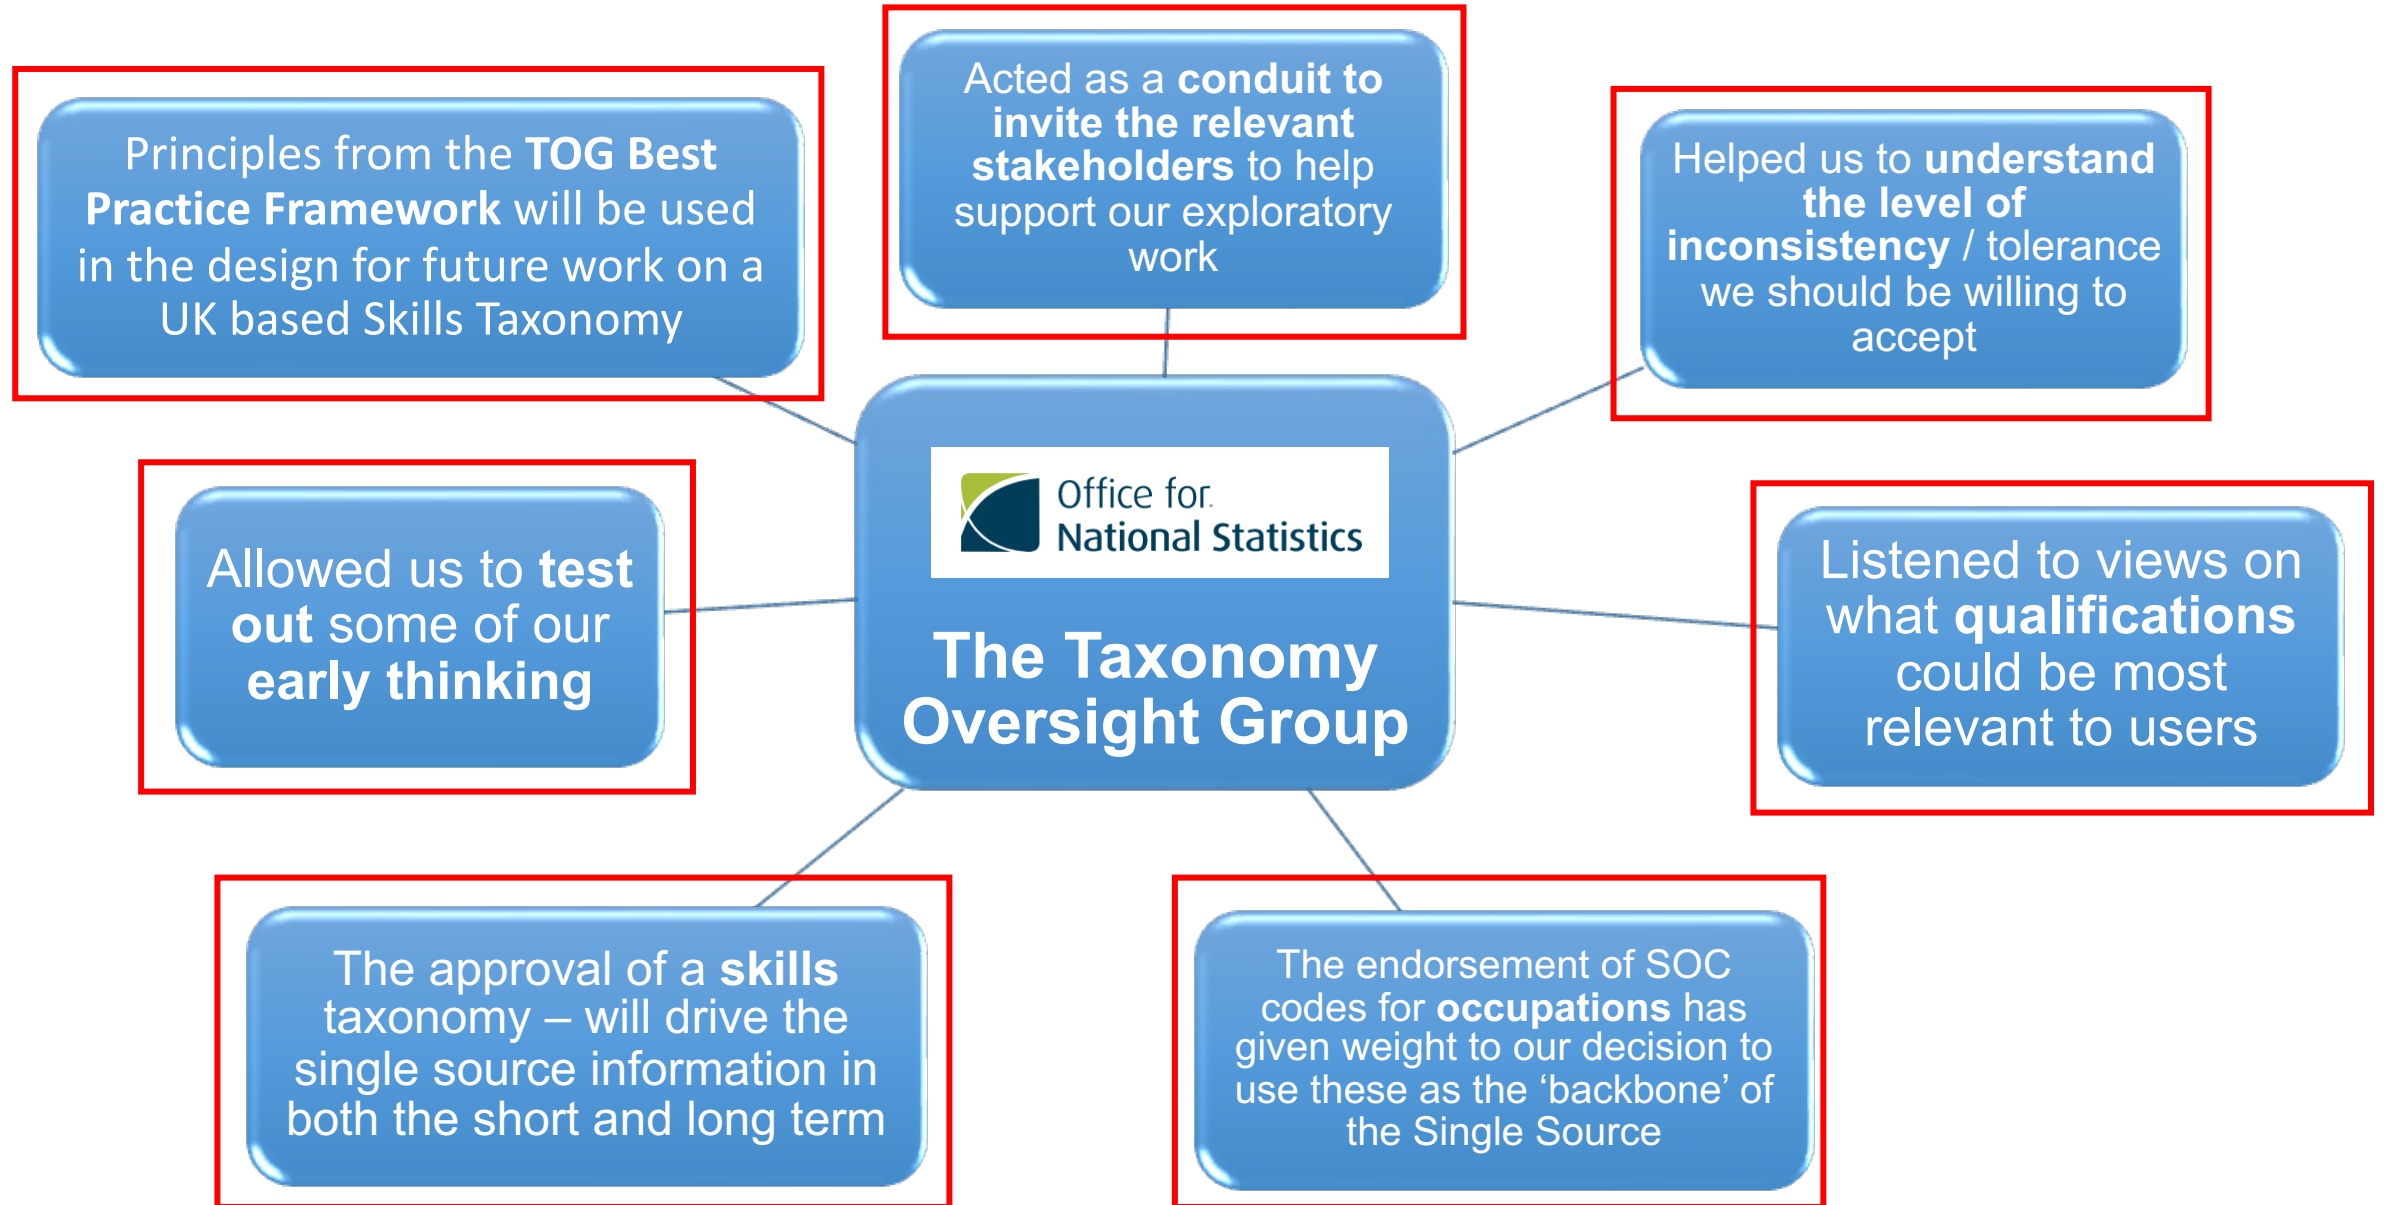 Principles from the TOG Best
Practice Framework will be used
in the design for future work on a
UK based Skills Taxonomy
Acted as a conduit to
invite the relevant
stakeholders to help
support our exploratory
work
Helped us to understand
the level of
inconsistency / tolerance
we should be willing to
accept
Allowed us to test
out some of our
early thinking
Office for
National Statistics
The Taxonomy
Oversight Group
Listened to views on
what qualifications
could be most
relevant to users
The approval of a skills
taxonomy – will drive the
single source information in
both the short and long term
The endorsement of SOC
codes for occupations has
given weight to our decision to
use these as the ‘backbone’ of
the Single Source